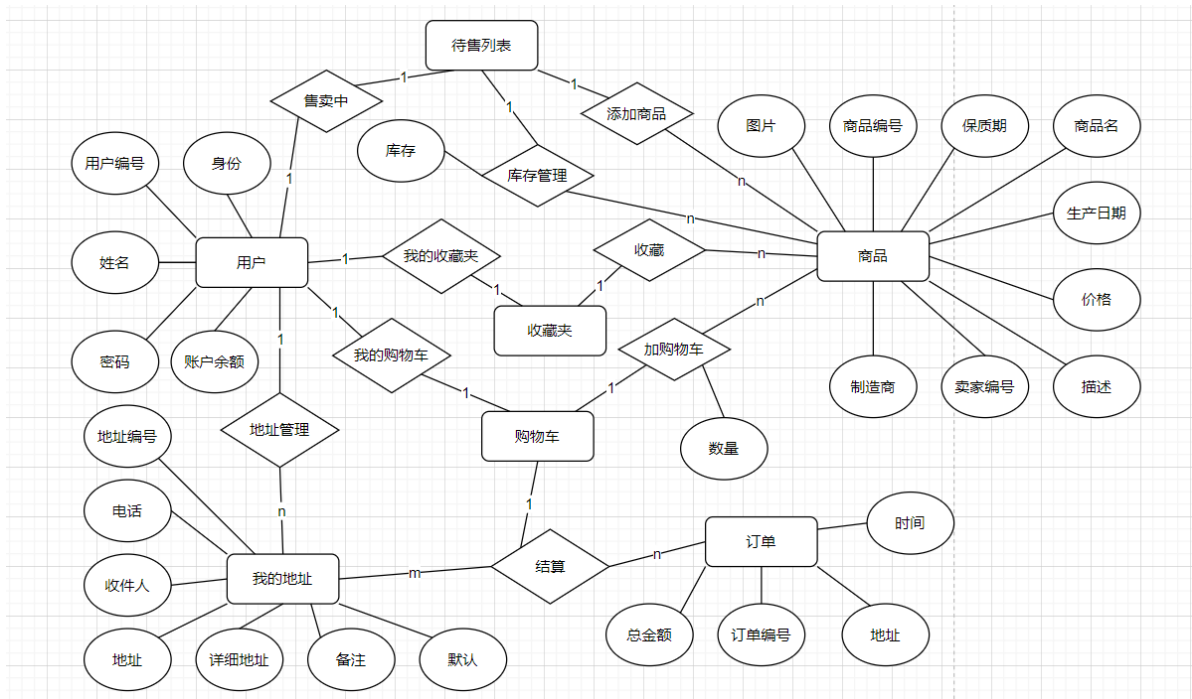 待售列表
1
1
售卖中
1
添加商品
图片
商品编号
保质期
商品名
库存
用户编号
身份
库存管理
1
n
n
生产日期
姓名
用户
1
我的收藏夹
收藏
n
商品
1
1
价格
1
收藏夹
n
1
我的购物车
加购物车
密码
账户余额
1
1
制造商
卖家编号
描述
地址编号
地址管理
购物车
数量
电话
n
1
时间
订单
n
结算
m
收件人
我的地址
总金额
订单编号
地址
地址
详细地址
备注
默认